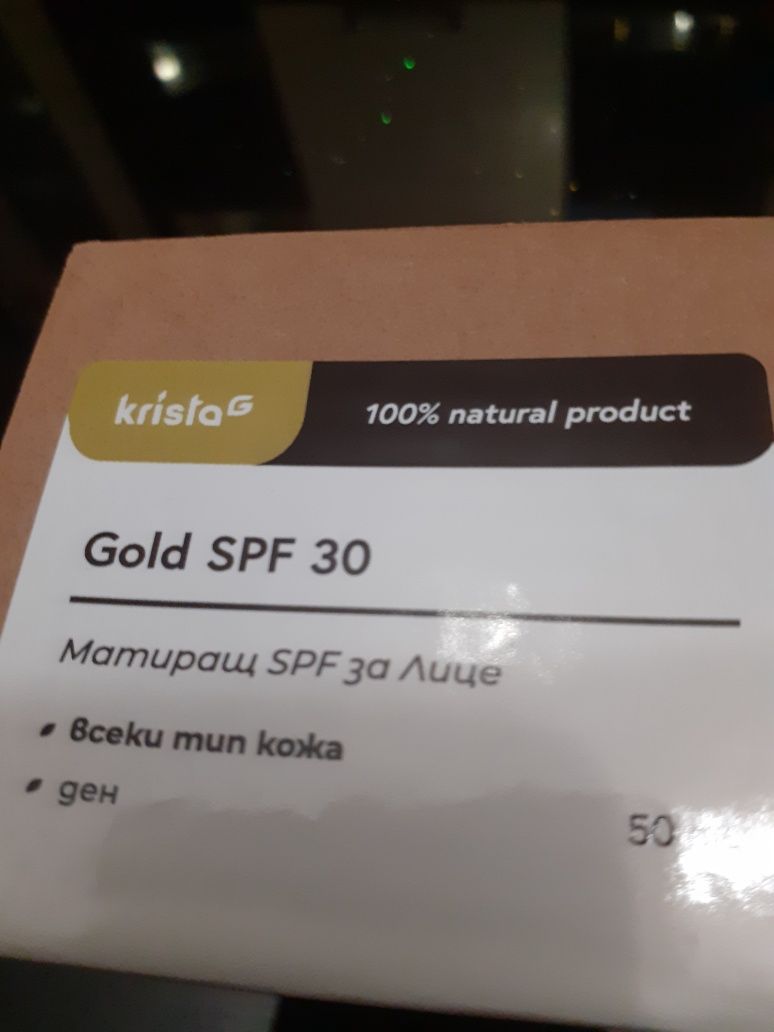 kristaG
100% natural product
Gold SPF 30
Матиращ SPF за Лице
всеки тип кожа
ден
50